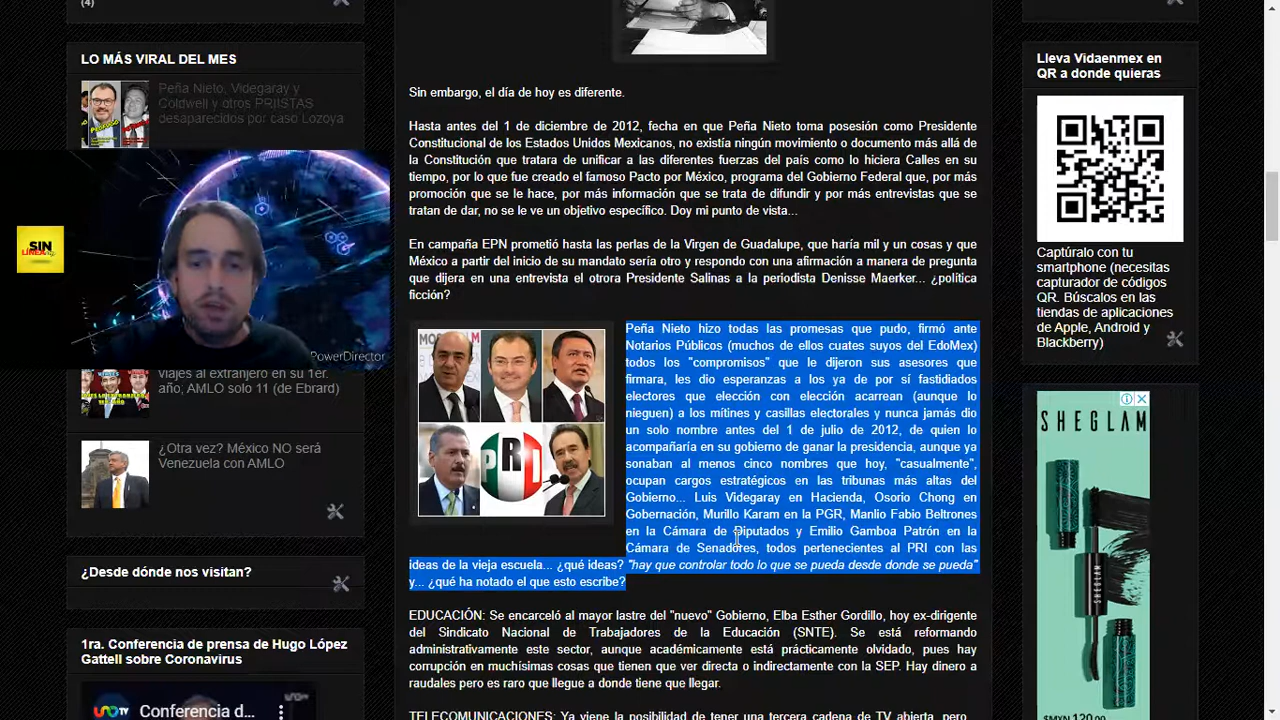 (4)
LO MÁS VIRAL DEL MES
Peña Nieto, Videgaray y
Coldwell y otros PRIISTAS
desaparecidos por caso Lozoya
SIN
LINEA
PowerDirector
viajes al extranjero en su 1er.
año, AMLO solo 11 (de Ebrard)
¿Otra vez? México NO será
Venezuela con AMLO
¿Desde dónde nos visitan?
1ra. Conferencia de prensa de Hugo López
Gattell sobre Coronavirus
Conferencia d...
Sin embargo, el día de hoy es diferente.
Hasta antes del 1 de diciembre de 2012, fecha en que Peña Nieto toma posesión como Presidente
Constitucional de los Estados Unidos Mexicanos, no existía ningún movimiento o documento más allá de
la Constitución que tratara de unificar a las diferentes fuerzas del país como lo hiciera Calles en su
tiempo, por lo que fue creado el famoso Pacto por México, programa del Gobierno Federal que, por más
promoción que se le hace, por más información que se trata de difundir y por más entrevistas que se
tratan de dar, no se le ve un objetivo específico. Doy mi punto de vista...
En campaña EPN prometió hasta las perlas de la Virgen de Guadalupe, que haría mil y un cosas y que
México a partir del inicio de su mandato sería otro y respondo con una afirmación a manera de pregunta
que dijera en una entrevista el otrora Presidente Salinas a la periodista Denisse Maerker... ¿política
ficción?
PRI
Peña Nieto hizo todas las promesas que pudo, firmó ante
Notarios Públicos (muchos de ellos cuates suyos del EdoMex)
todos los "compromisos" que le dijeron sus asesores que
firmara, les dio esperanzas a los ya de por sí fastidiados
electores que elección con elección acarrean (aunque lo
nieguen) a los mítines y casillas electorales y nunca jamás dio
un solo nombre antes del 1 de julio de 2012, de quien lo
acompañaría en su gobierno de ganar la presidencia, aunque ya
sonaban al menos cinco nombres que hoy, "casualmente",
ocupan cargos estratégicos en las tribunas más altas del
Gobierno... Luis Videgaray en Hacienda, Osorio Chong en
Gobernación, Murillo Karam en la PGR, Manlio Fabio Beltrones
en la Cámara de Diputados y Emilio Gamboa Patrón en la
Cámara de Senadores, todos pertenecientes al PRI con las
ideas de la vieja escuela... ¿qué ideas? "hay que controlar todo lo que se pueda desde donde se pueda"
y... ¿qué ha notado el que esto escribe?
EDUCACIÓN: Se encarceló al mayor lastre del "nuevo" Gobierno, Elba Esther Gordillo, hoy ex-dirigente
del Sindicato Nacional de Trabajadores de la Educación (SNTE). Se está reformando
administrativamente este sector, aunque académicamente está prácticamente olvidado, pues hay
corrupción en muchísimas cosas que tienen que ver directa o indirectamente con la SEP. Hay dinero a
raudales pero es raro que llegue a donde tiene que llegar.
TELECOMUNICACIONES: Ya viene la posibilidad de tener una tercera cadena de TV abierta, pero
Lleva Vidaenmex en
QR a donde quieras
Captúralo con tu
smartphone (necesitas
capturador de códigos
QR. Búscalos en las
tiendas de aplicaciones
de Apple, Android y
Blackberry)
SHEGLAM
$MXN 120.00